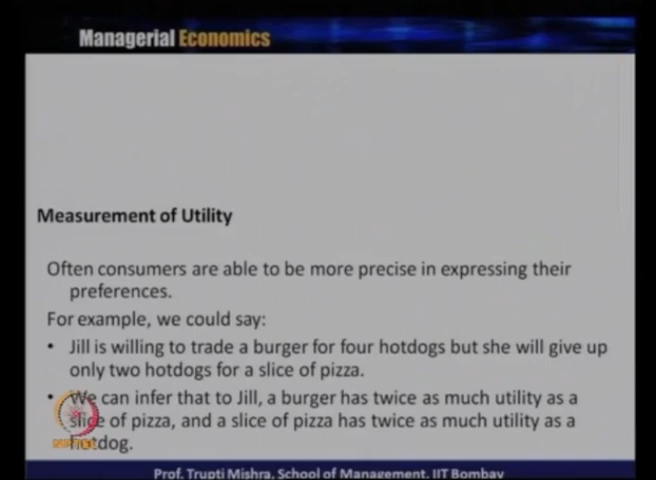 Managerial Economics
Measurement of Utility
Often consumers are able to be more precise in expressing their
preferences.
For example, we could say:
• Jill is willing to trade a burger for four hotdogs but she will give up
only two hotdogs for a slice of pizza.
• We can infer that to Jill, a burger has twice as much utility as a
slice of pizza, and a slice of pizza has twice as much utility as a
hotdog.
NPTEL
Prof. Trupti Mishra, School of Management, IIT Bombay